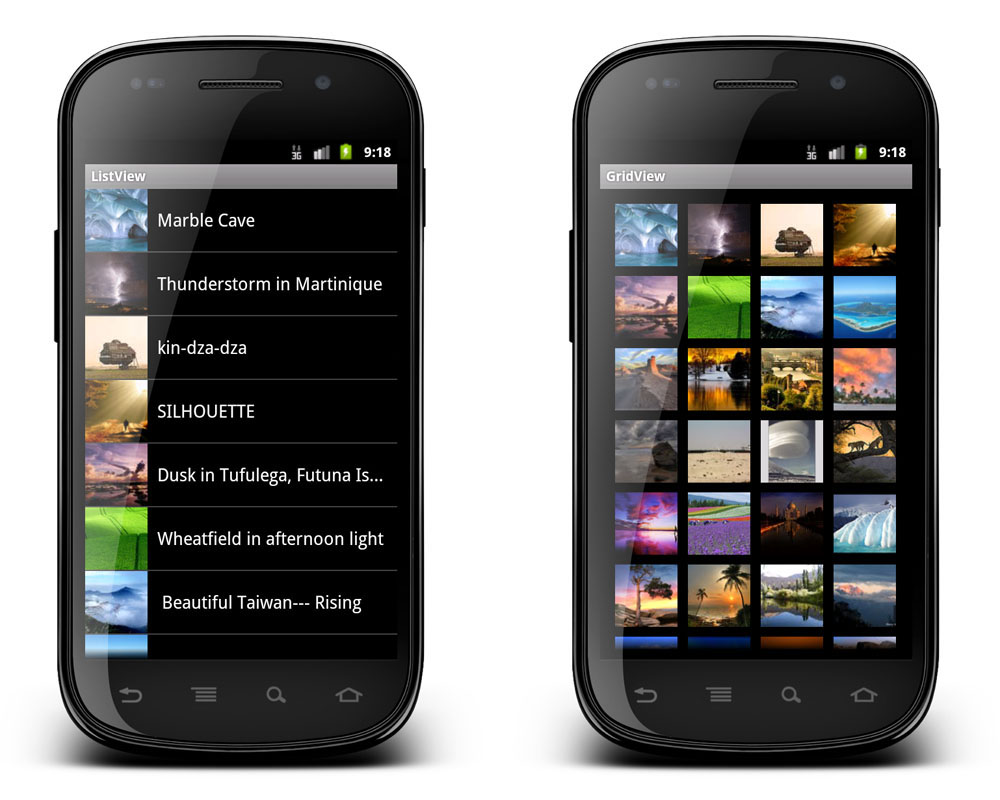 3G 9:18
ListView
Marble Cave
Thunderstorm in Martinique
kin-dza-dza
SILHOUETTE
Dusk in Tufulega, Futuna Is...
Wheatfield in afternoon light
Beautiful Taiwan--- Rising
3G 9:18
GridView